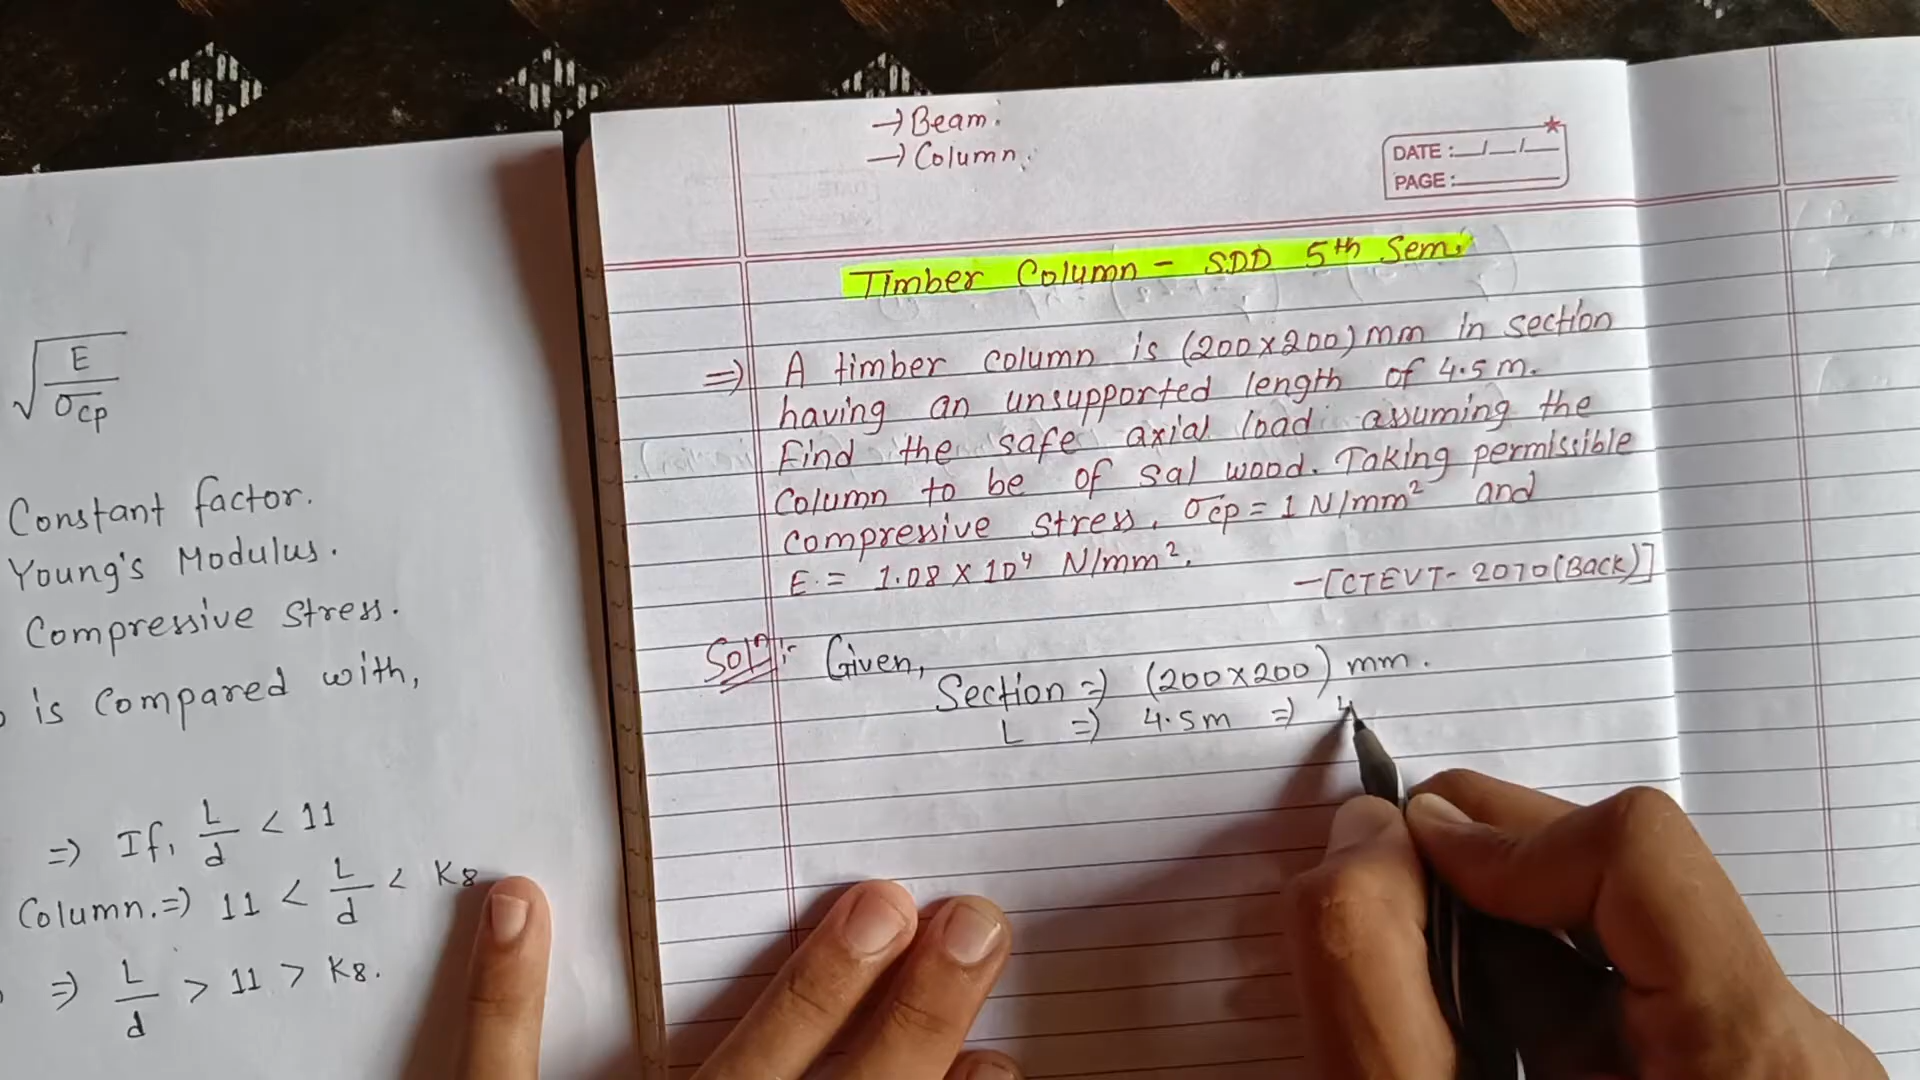 E
σcp
Constant factor.
Young's Modulus.
Compressive stress.
is Compared with,
=) If, L/d < 11
Column.=) 11 < L/d < K8
=) L/d > 11 > K8.
→ Beam.
→ Column.
DATE :__/__/__
PAGE :
Timber Column - SDD 5th Sem.
=) A timber column is (200×200) mm in section
having an unsupported length of 4.5 m.
Find the safe axial load assuming the
column to be of sal wood. Taking permissible
compressive stress, σcp = 1 N/mm²  and
E. = 1.08 × 10⁴ N/mm².
-[CTEVT- 2070(Back)]
Solⁿ:- Given,
Section =) (200×200) mm.
L =) 4.5m =) 4